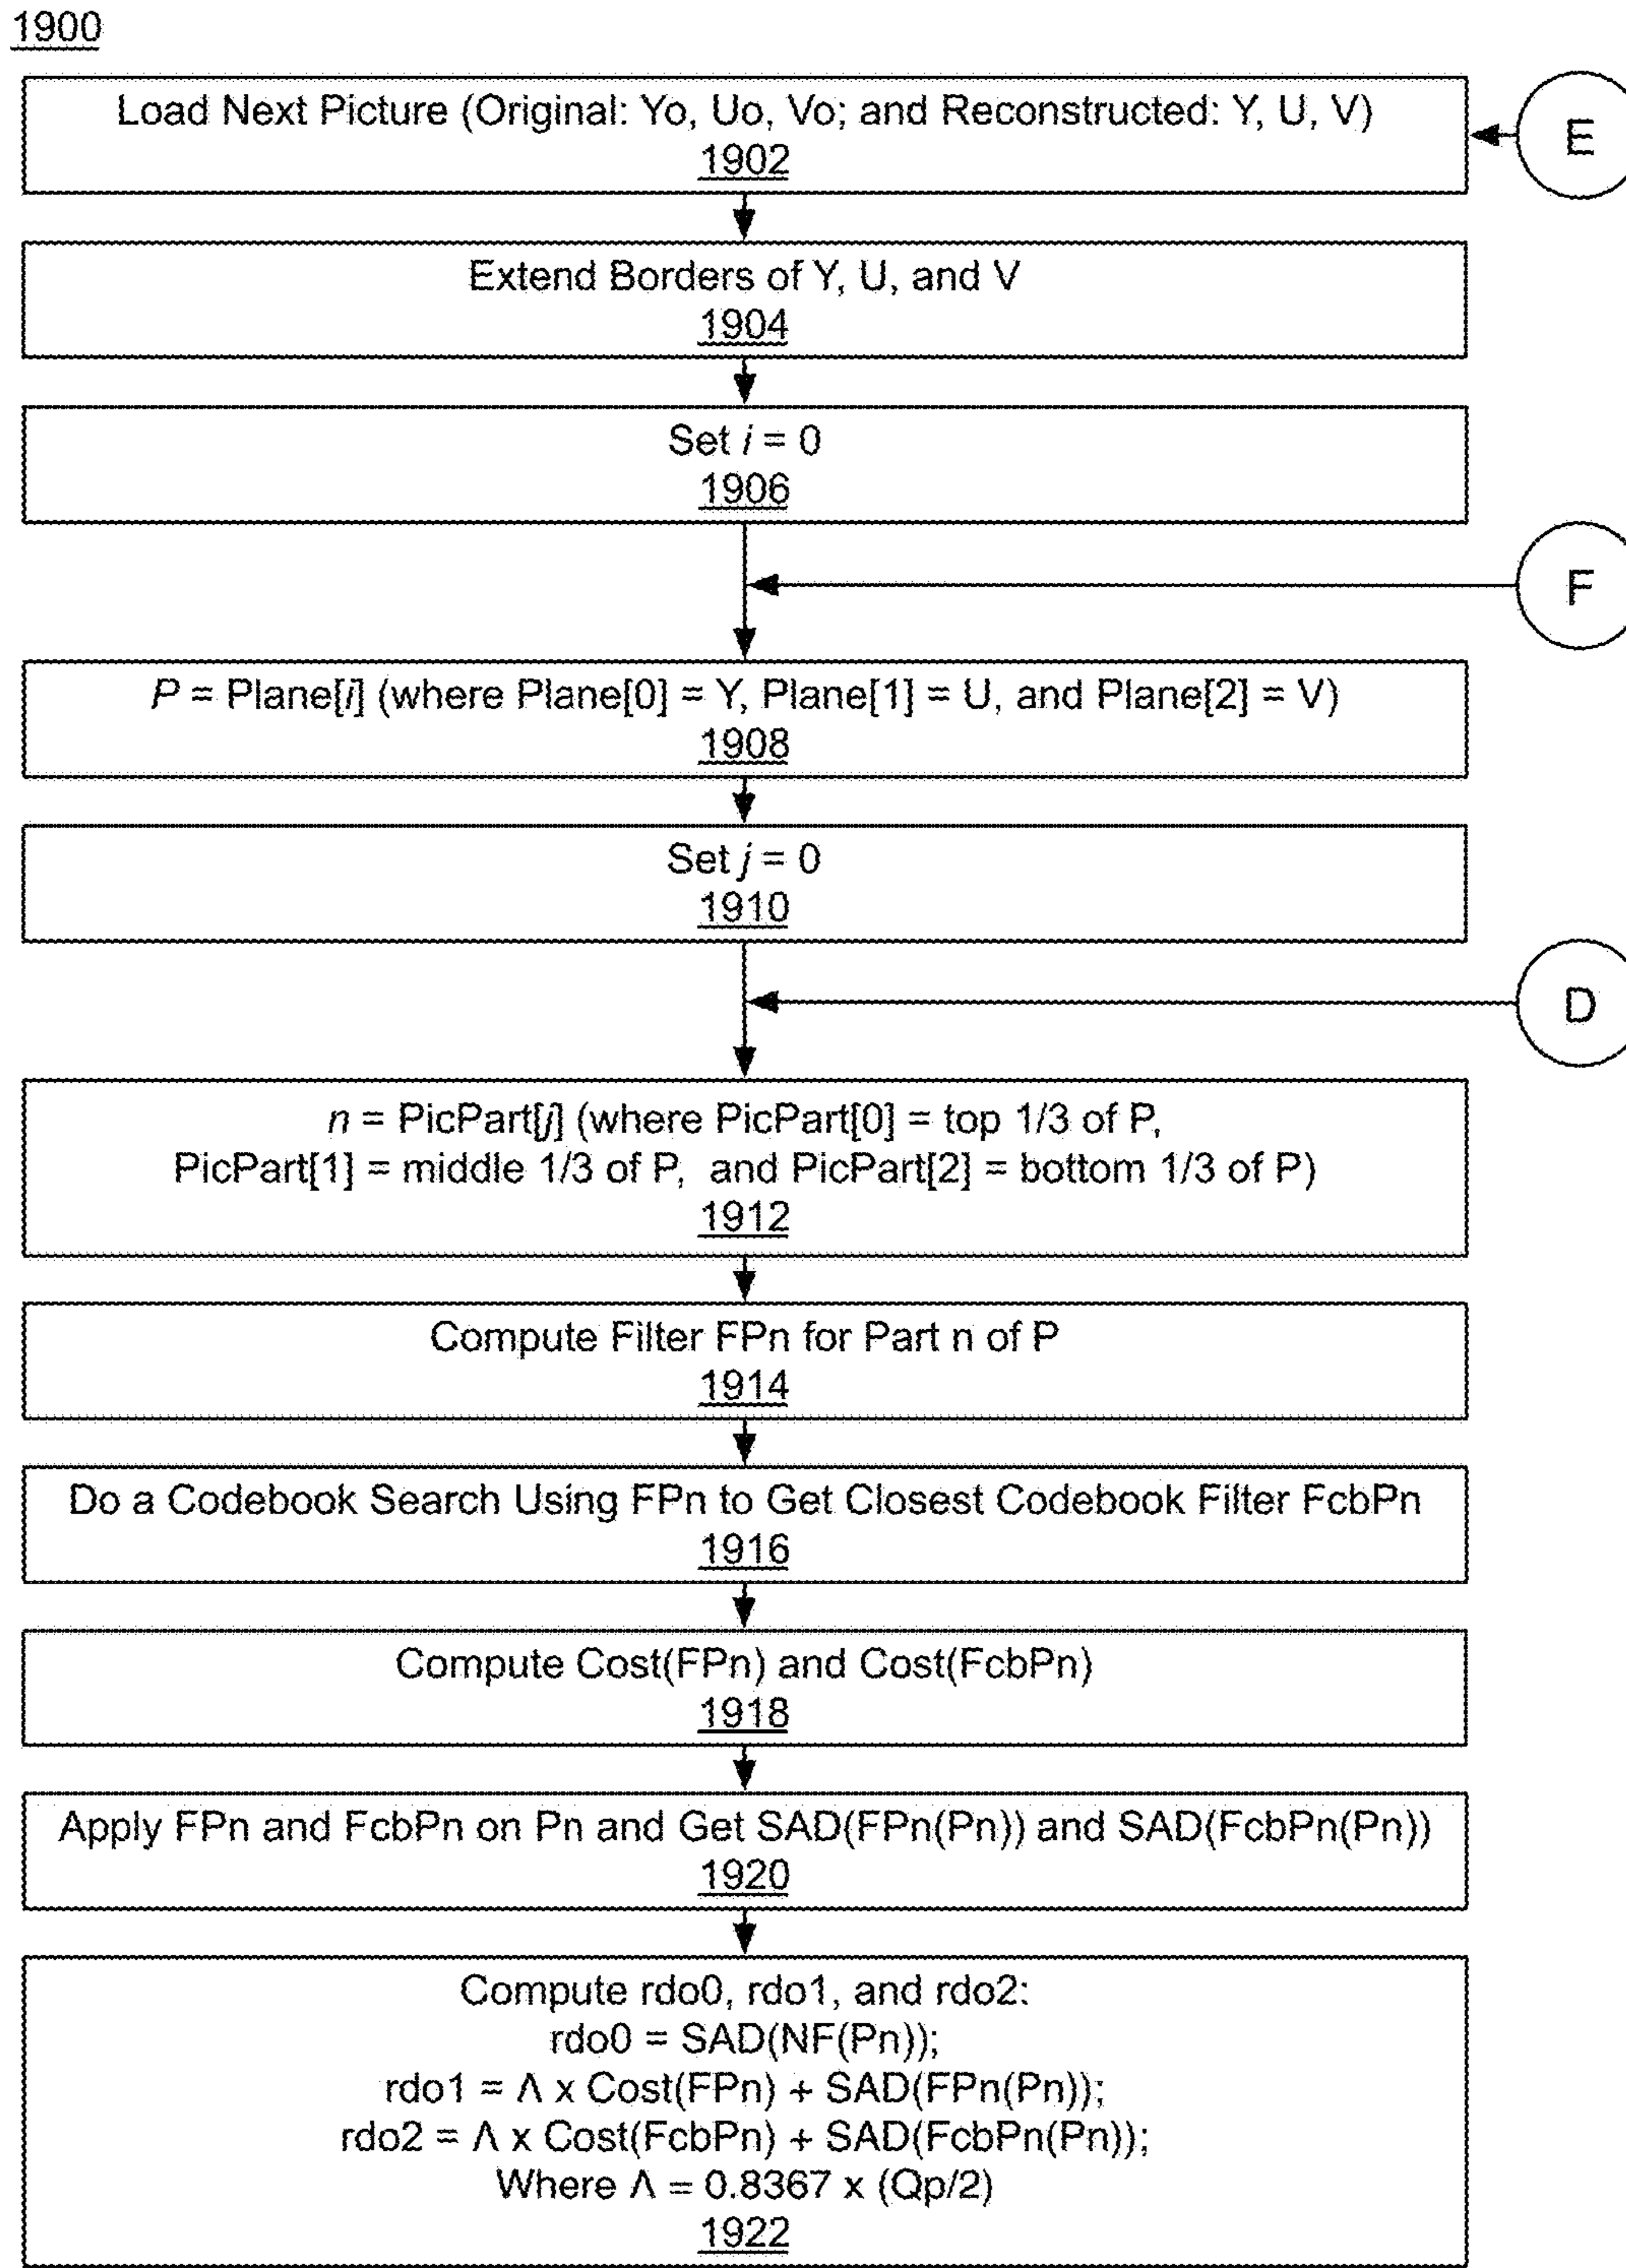 1900
Load Next Picture (Original: Yo, Uo, Vo; and Reconstructed: Y, U, V)
1902
E
Extend Borders of Y, U, and V
1904
Set i = 0
1906
F
P = Plane[i] (where Plane[0] = Y, Plane[1] = U, and Plane[2] = V)
1908
Set j = 0
1910
D
n = PicPart[j] (where PicPart[0] = top 1/3 of P,
PicPart[1] = middle 1/3 of P, and PicPart[2] = bottom 1/3 of P)
1912
Compute Filter FPn for Part n of P
1914
Do a Codebook Search Using FPn to Get Closest Codebook Filter FcbPn
1916
Compute Cost(FPn) and Cost(FcbPn)
1918
Apply FPn and FcbPn on Pn and Get SAD(FPn(Pn)) and SAD(FcbPn(Pn))
1920
Compute rdo0, rdo1, and rdo2:
rdo0 = SAD(NF(Pn));
rdo1 = Λ x Cost(FPn) + SAD(FPn(Pn));
rdo2 = Λ x Cost(FcbPn) + SAD(FcbPn(Pn));
Where Λ = 0.8367 x (Qp/2)
1922